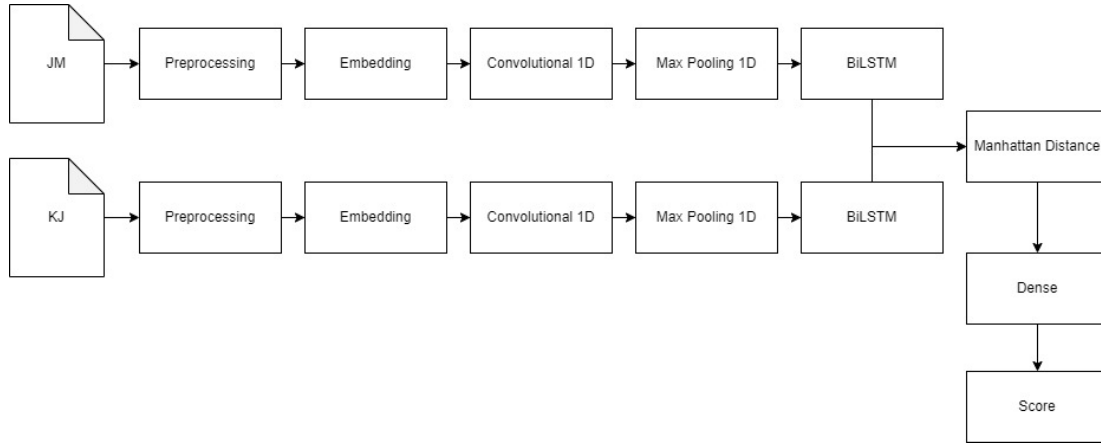 JM
Preprocessing
Embedding
Convolutional 1D
Max Pooling 1D
BiLSTM
Manhattan Distance
KJ
Preprocessing
Embedding
Convolutional 1D
Max Pooling 1D
BiLSTM
Dense
Score